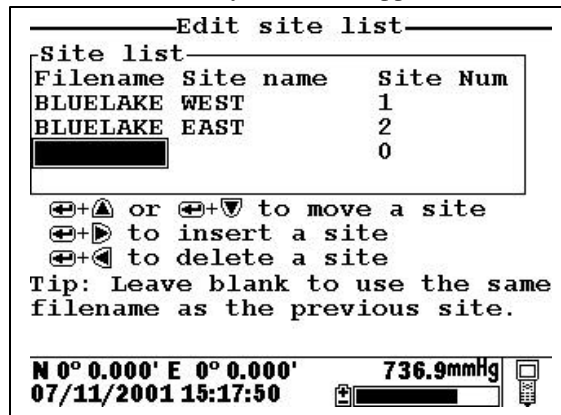 Edit site list
Site list
Filename Site name Site Num
BLUELAKE WEST 1
BLUELAKE EAST 2
0
+ or + to move a site
+ to insert a site
+ to delete a site
Tip: Leave blank to use the same
filename as the previous site.
N 0° 0.000' E 0° 0.000' 736.9mmHg
07/11/2001 15:17:50